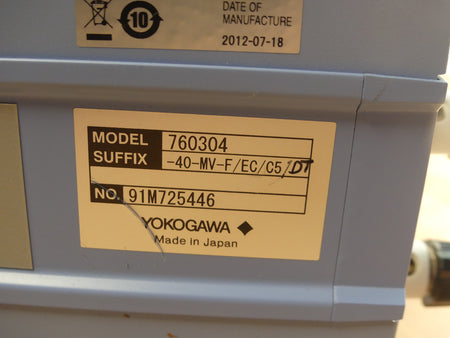 DATE OF
MANUFACTURE
10
2012-07-18
MODEL 760304
SUFFIX -40-MV-F/EC/C5/DT
NO. 91M725446
YOKOGAWA
Made in Japan